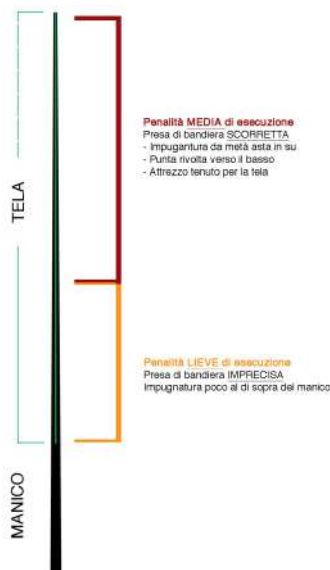 TELA
MANICO
Penalità MEDIA di esecuzione
Presa di bandiera SCORRETTA
- Impugantura da metà asta in su
- Punta rivolta verso il basso
- Attrezzo tenuto per la tela
Penalità LIEVE di esecuzione
Presa di bandiera IMPRECISA
Impugnatura poco al di sopra del manico